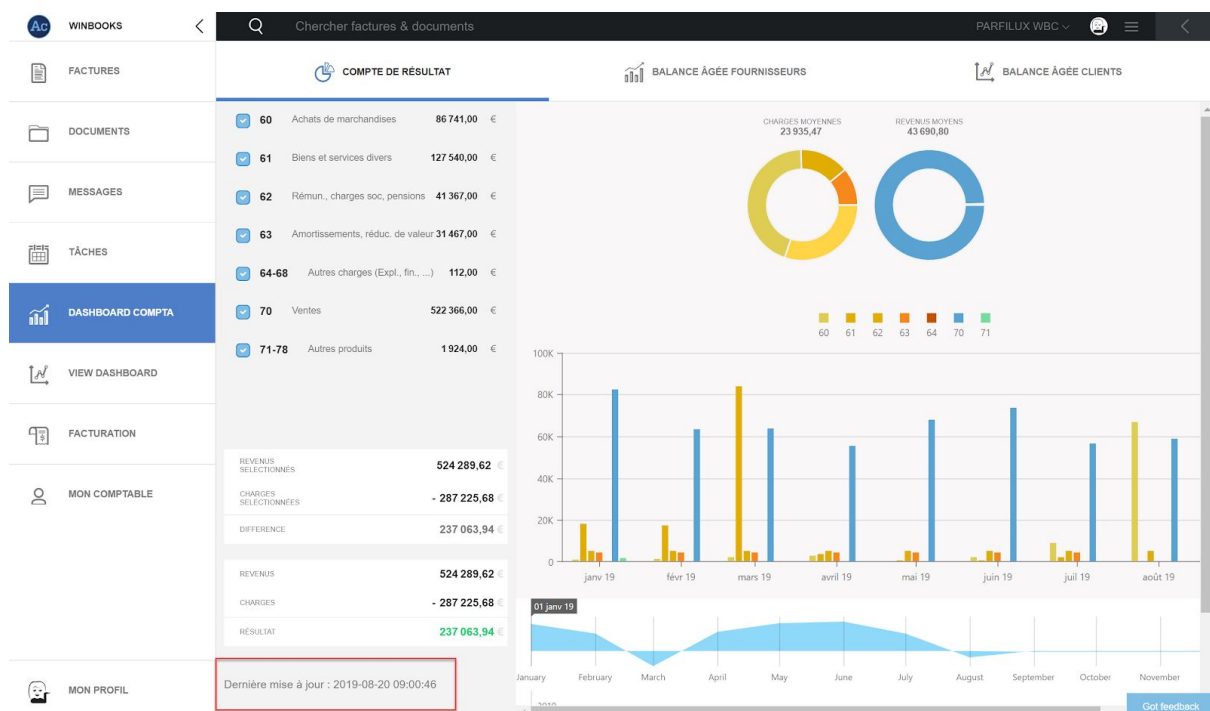 Ac WINBOOKS
Chercher factures & documents
PARFILUX WBC
FACTURES
DOCUMENTS
MESSAGES
TÂCHES
DASHBOARD COMPTA
VIEW DASHBOARD
FACTURATION
MON COMPTABLE
MON PROFIL
COMPTE DE RÉSULTAT
BALANCE ÂGÉE FOURNISSEURS
BALANCE ÂGÉE CLIENTS
60 Achats de marchandises 86 741,00 €
61 Biens et services divers 127 540,00 €
62 Rémun., charges soc, pensions 41 367,00 €
63 Amortissements, réduc. de valeur 31 467,00 €
64-68 Autres charges (Expl., fin., ...) 112,00 €
70 Ventes 522 366,00 €
71-78 Autres produits 1 924,00 €
REVENUS
SELECTIONNÉS 524 289,62 €
CHARGES
SELECTIONNÉES - 287 225,68 €
DIFFERENCE 237 063,94 €
REVENUS 524 289,62 €
CHARGES - 287 225,68 €
RÉSULTAT 237 063,94 €
Dernière mise à jour : 2019-08-20 09:00:46
CHARGES MOYENNES
23 935,47
REVENUS MOYENS
43 690,80
60 61 62 63 64 70 71
100K
80K
60K
40K
20K
0
janv 19 févr 19 mars 19 avril 19 mai 19 juin 19 juil 19 août 19
01 janv 19
January February March April May June July August September October November
2019
Got feedback